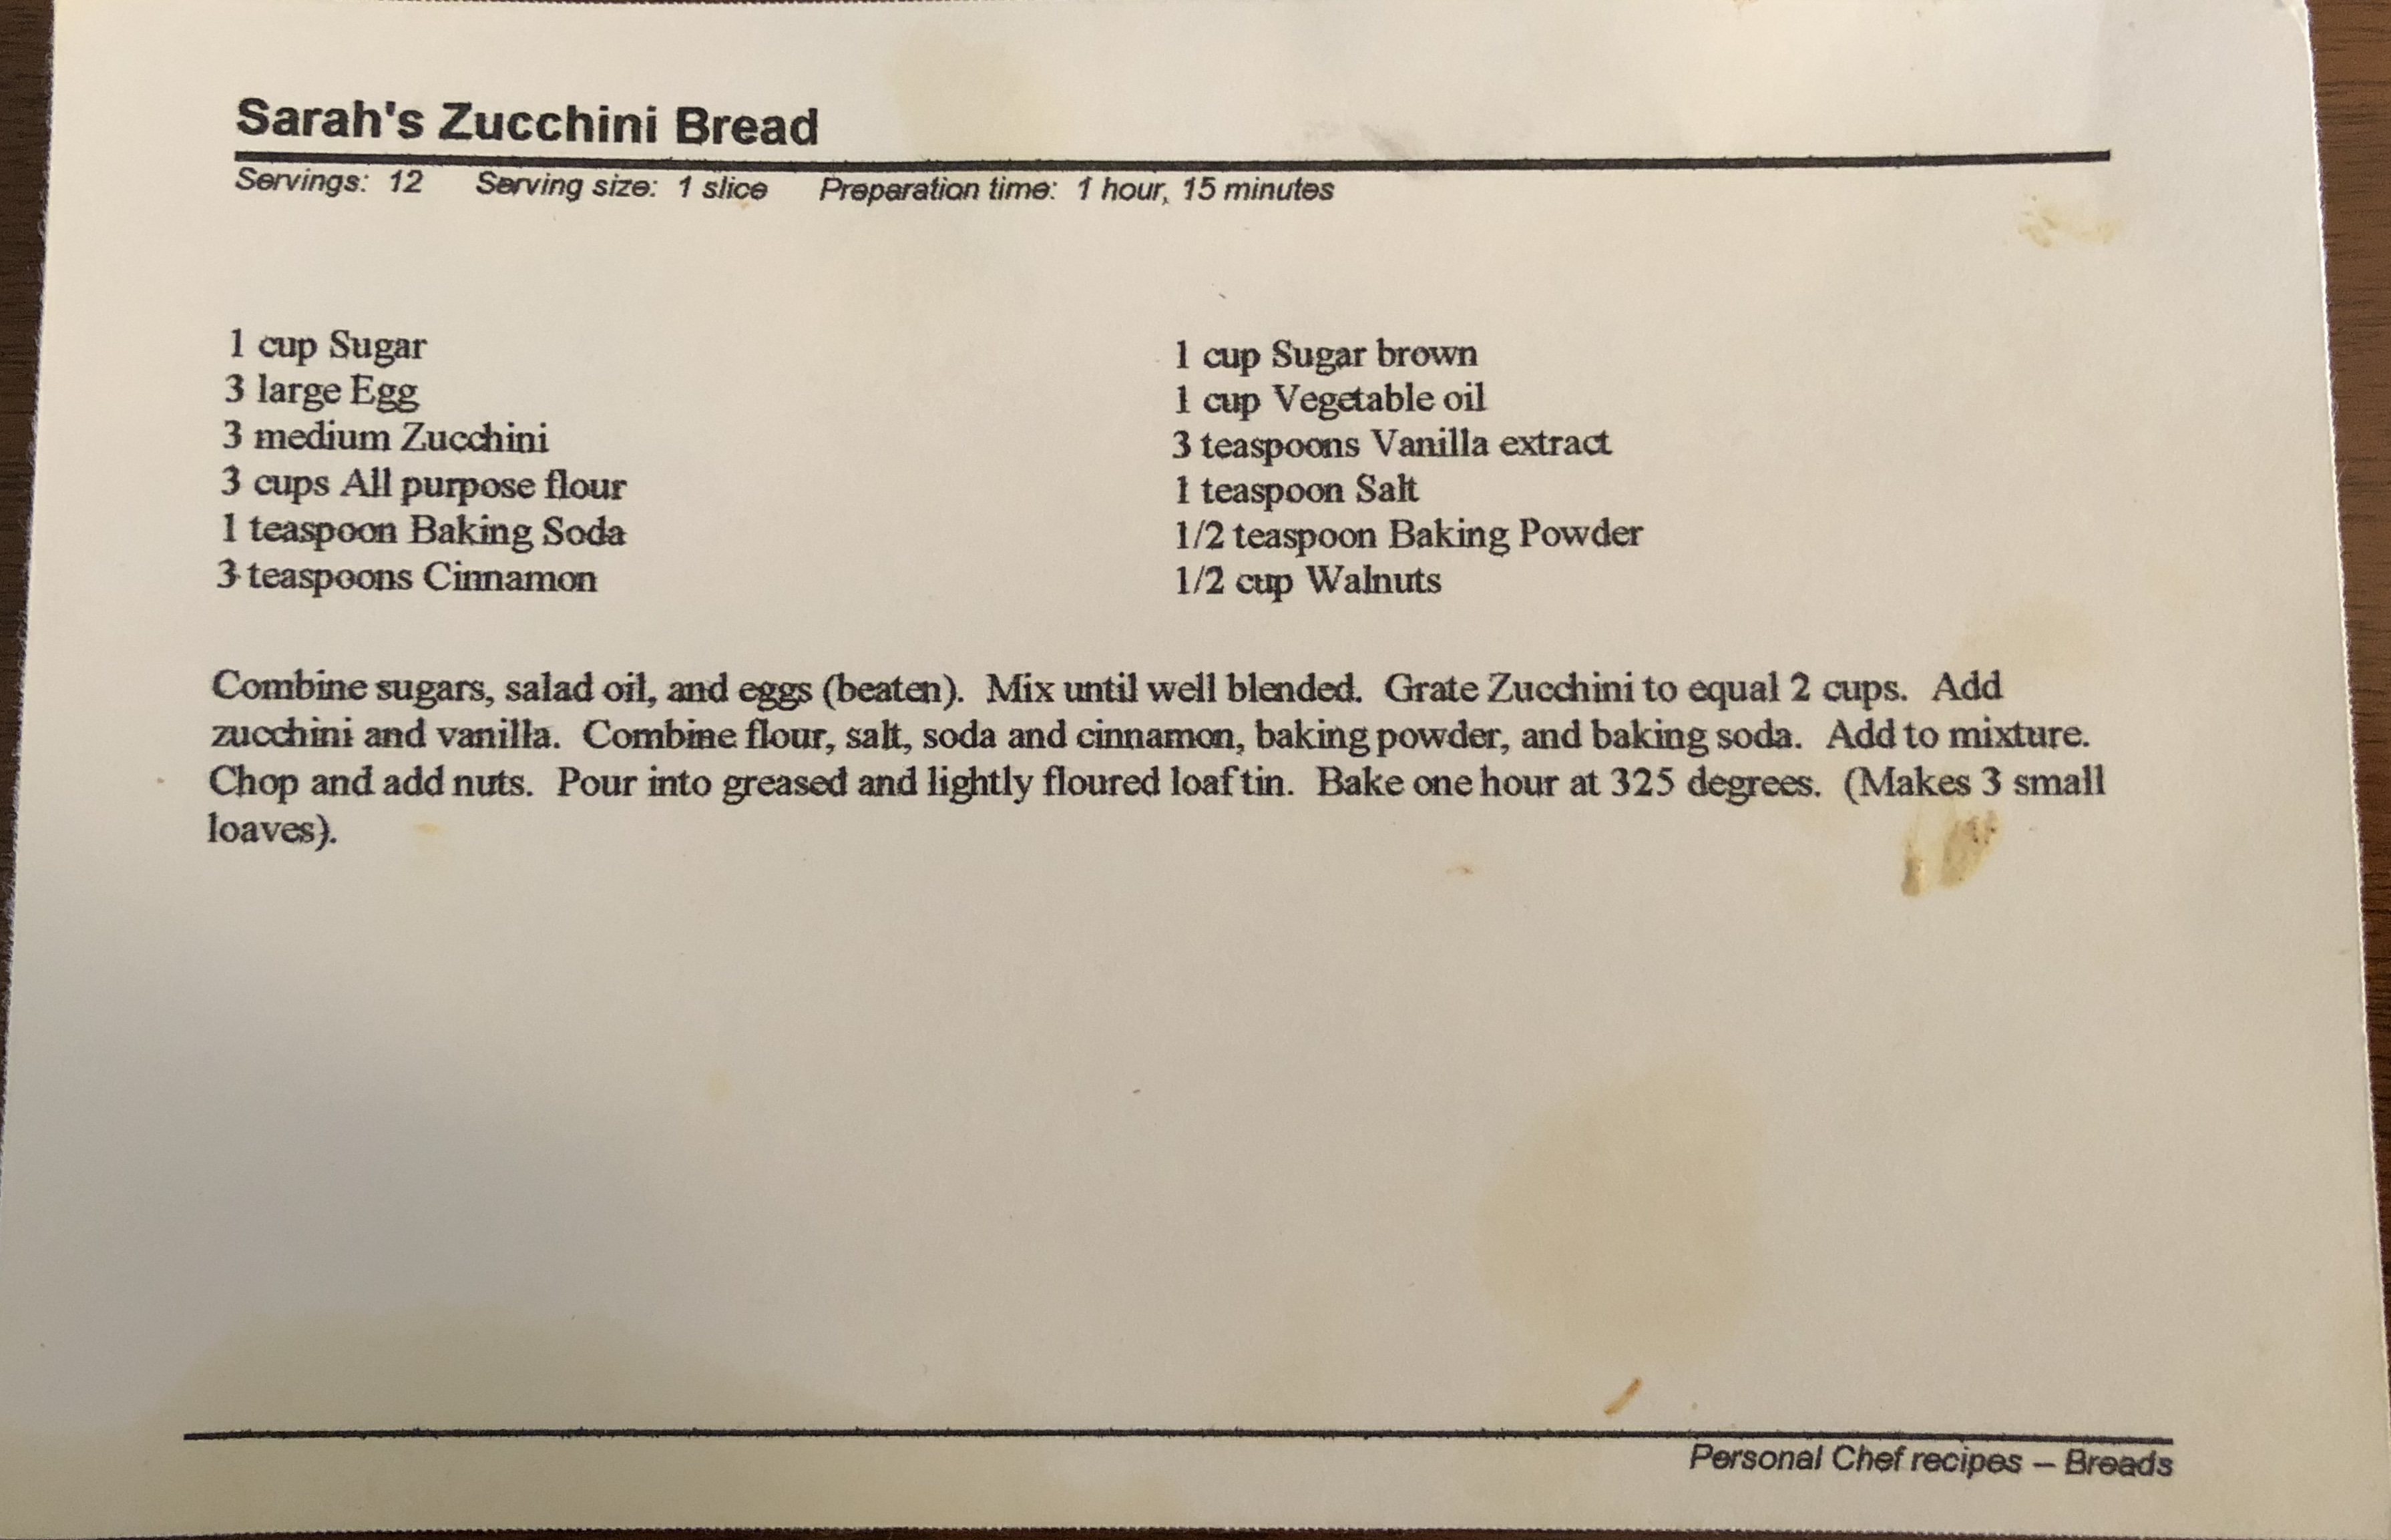 Sarah's Zucchini Bread
Servings: 12 Serving size: 1 slice Preparation time: 1 hour, 15 minutes
1 cup Sugar
3 large Egg
3 medium Zucchini
3 cups All purpose flour
1 teaspoon Baking Soda
3 teaspoons Cinnamon
1 cup Sugar brown
1 cup Vegetable oil
3 teaspoons Vanilla extract
1 teaspoon Salt
1/2 teaspoon Baking Powder
1/2 cup Walnuts
Combine sugars, salad oil, and eggs (beaten). Mix until well blended. Grate Zucchini to equal 2 cups. Add
zucchini and vanilla. Combine flour, salt, soda and cinnamon, baking powder, and baking soda. Add to mixture.
Chop and add nuts. Pour into greased and lightly floured loaf tin. Bake one hour at 325 degrees. (Makes 3 small
loaves).
Personal Chef recipes – Breads